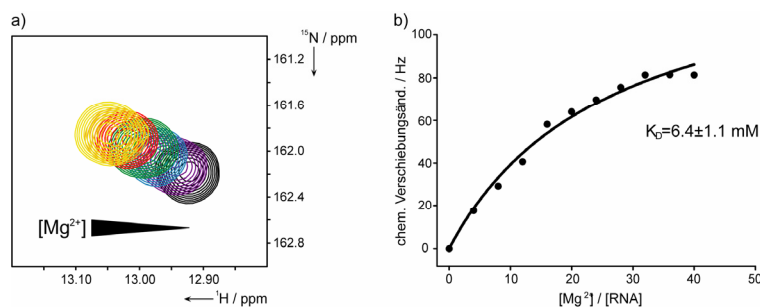 a)
¹⁵N / ppm
161.2
161.6
162.0
162.4
162.8
[Mg²⁺]
13.10
13.00
12.90
¹H / ppm
b)
chem. Verschiebungsänd. / Hz
100
80
60
40
20
0
K_D=6.4±1.1 mM
0
10
20
30
40
50
[Mg²⁺] / [RNA]